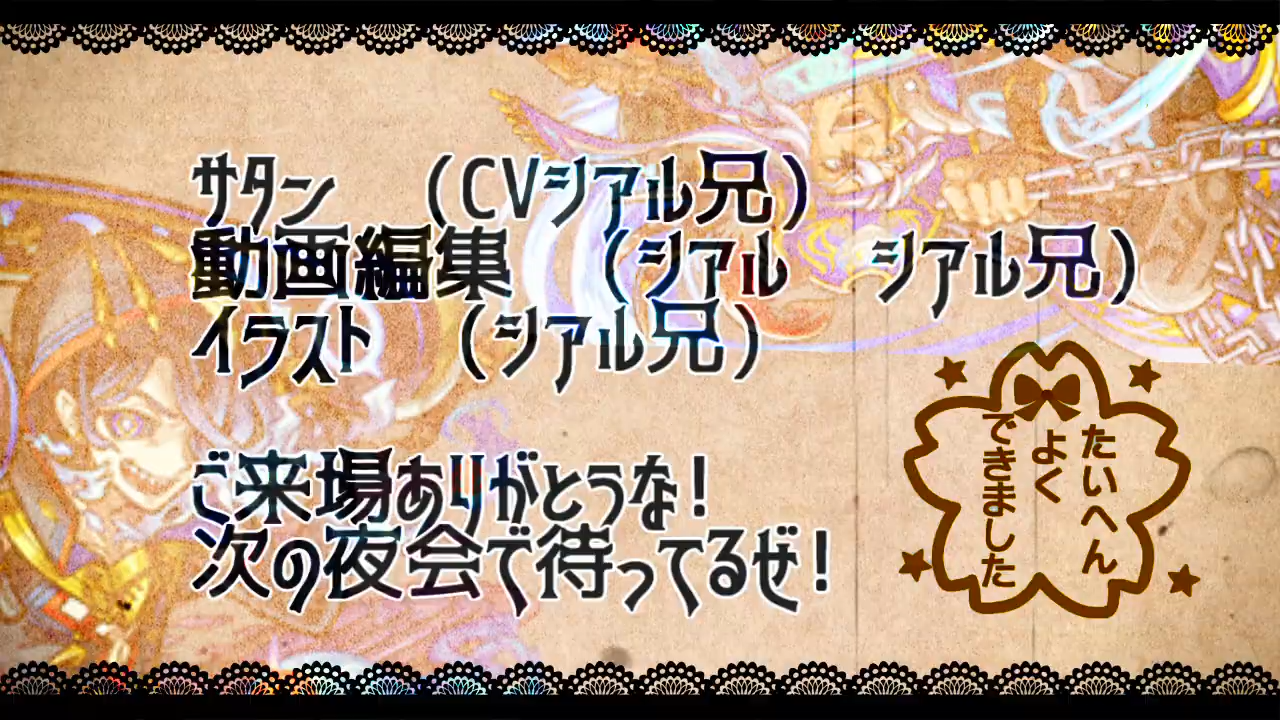 サタン　（CVシアル兄）
動画編集　（シアル　シアル兄）
イラスト　（シアル兄）
ご来場ありがとうな！
次の夜会で待ってるぜ！
たいへん
よく
できました